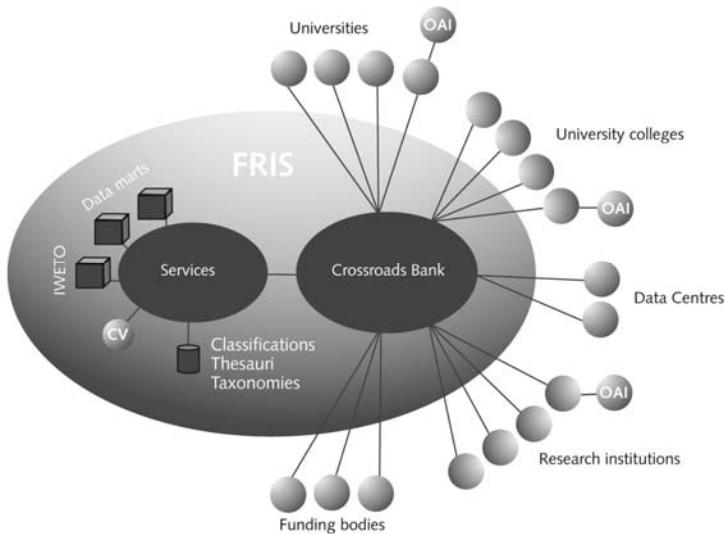 Universities
OAI
University colleges
FRIS
Data marts
OAI
IWETO
Services
Crossroads Bank
Data Centres
CV
Classifications
Thesauri
Taxonomies
OAI
Research institutions
Funding bodies